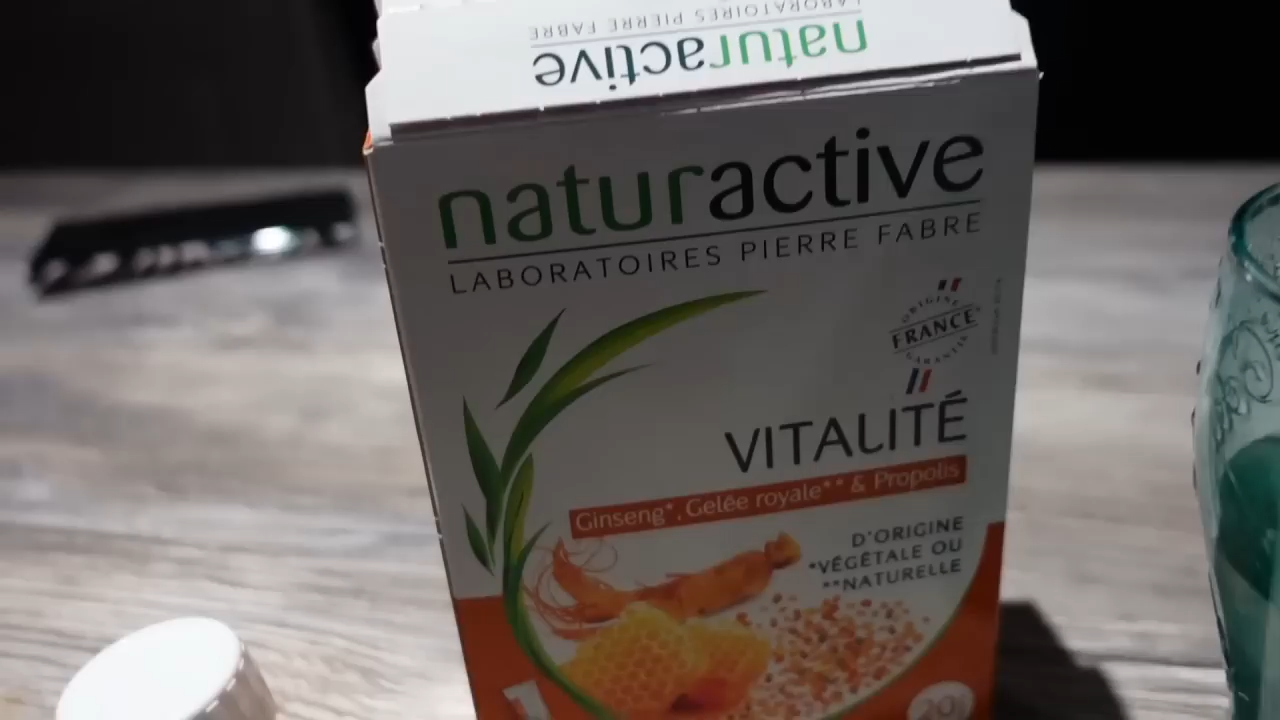 LABORATOIRES PIERRE FABRE
naturactive
naturactive
LABORATOIRES PIERRE FABRE
ORIGINE
FRANCE
GARANTIE
VITALITÉ
Ginseng*, Gelée royale** & Propolis
D'ORIGINE
*VÉGÉTALE OU
**NATURELLE
20